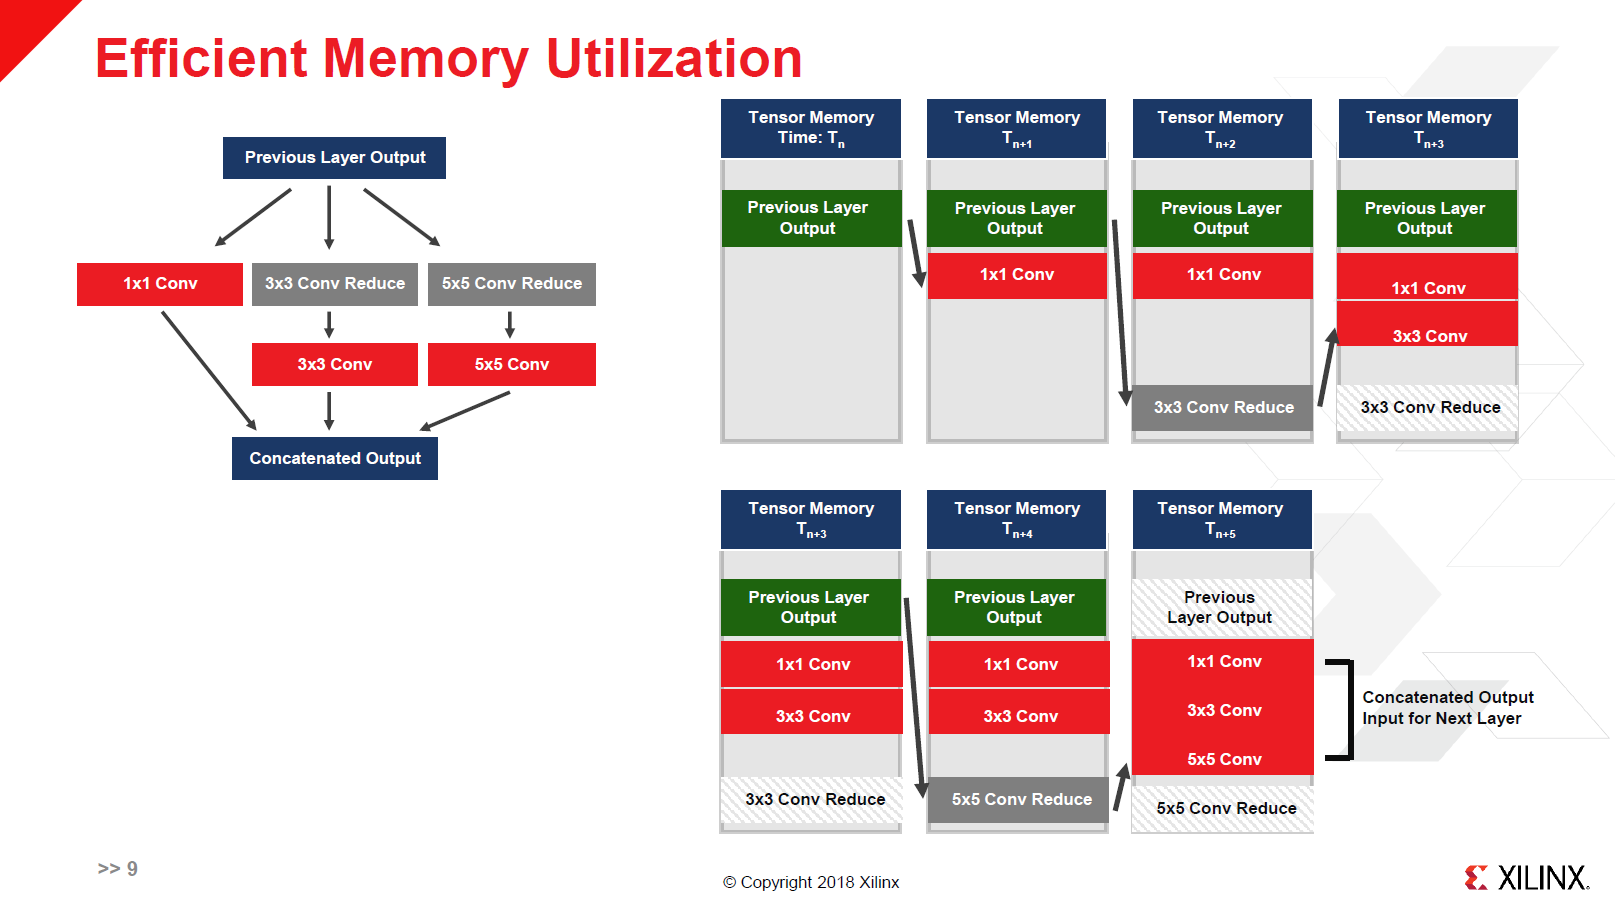 Efficient Memory Utilization
Previous Layer Output
1x1 Conv
3x3 Conv Reduce
5x5 Conv Reduce
3x3 Conv
5x5 Conv
Concatenated Output
Tensor Memory
Time: Tn
Previous Layer
Output
Tensor Memory
Tn+1
Previous Layer
Output
1x1 Conv
Tensor Memory
Tn+2
Previous Layer
Output
1x1 Conv
3x3 Conv Reduce
Tensor Memory
Tn+3
Previous Layer
Output
1x1 Conv
3x3 Conv
3x3 Conv Reduce
Tensor Memory
Tn+3
Previous Layer
Output
1x1 Conv
3x3 Conv
3x3 Conv Reduce
Tensor Memory
Tn+4
Previous Layer
Output
1x1 Conv
3x3 Conv
5x5 Conv Reduce
Tensor Memory
Tn+5
Previous
Layer Output
1x1 Conv
3x3 Conv
5x5 Conv
5x5 Conv Reduce
Concatenated Output
Input for Next Layer
>> 9
© Copyright 2018 Xilinx
XILINX